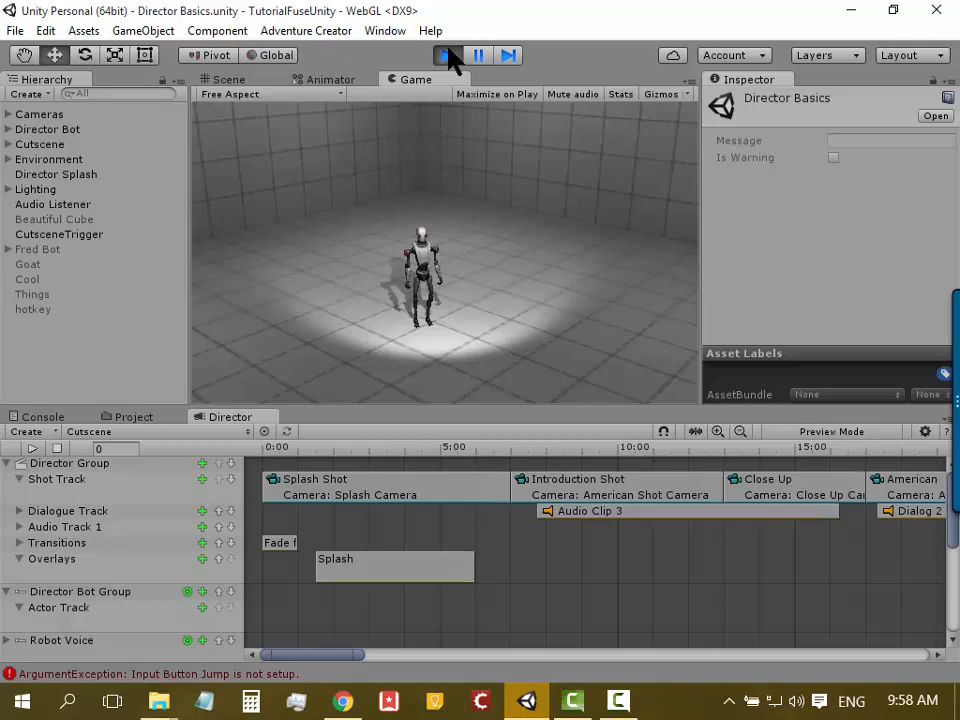 Unity Personal (64bit) - Director Basics.unity - TutorialFuseUnity - WebGL <DX9>
File Edit Assets GameObject Component Adventure Creator Window Help
Pivot Global Account Layers Layout
Hierarchy Scene Animator Game Inspector
Create All Free Aspect Maximize on Play Mute audio Stats Gizmos Director Basics
Open
Cameras
Director Bot
Cutscene
Environment
Director Splash
Lighting
Audio Listener
Beautiful Cube
CutsceneTrigger
Fred Bot
Goat
Cool
Things
hotkey
Message
Is Warning
Asset Labels
AssetBundle None None
Console Project Director
Create Cutscene Preview Mode ?
0 0:00 5:00 10:00 15:00
Director Group
Shot Track Splash Shot Introduction Shot Close Up American
Camera: Splash Camera Camera: American Shot Camera Camera: Close Up Ca Camera: A
Dialogue Track Audio Clip 3 Dialog 2
Audio Track 1
Transitions Fade f
Overlays Splash
Director Bot Group
Actor Track
Robot Voice
ArgumentException: Input Button Jump is not setup.
ENG 9:58 AM